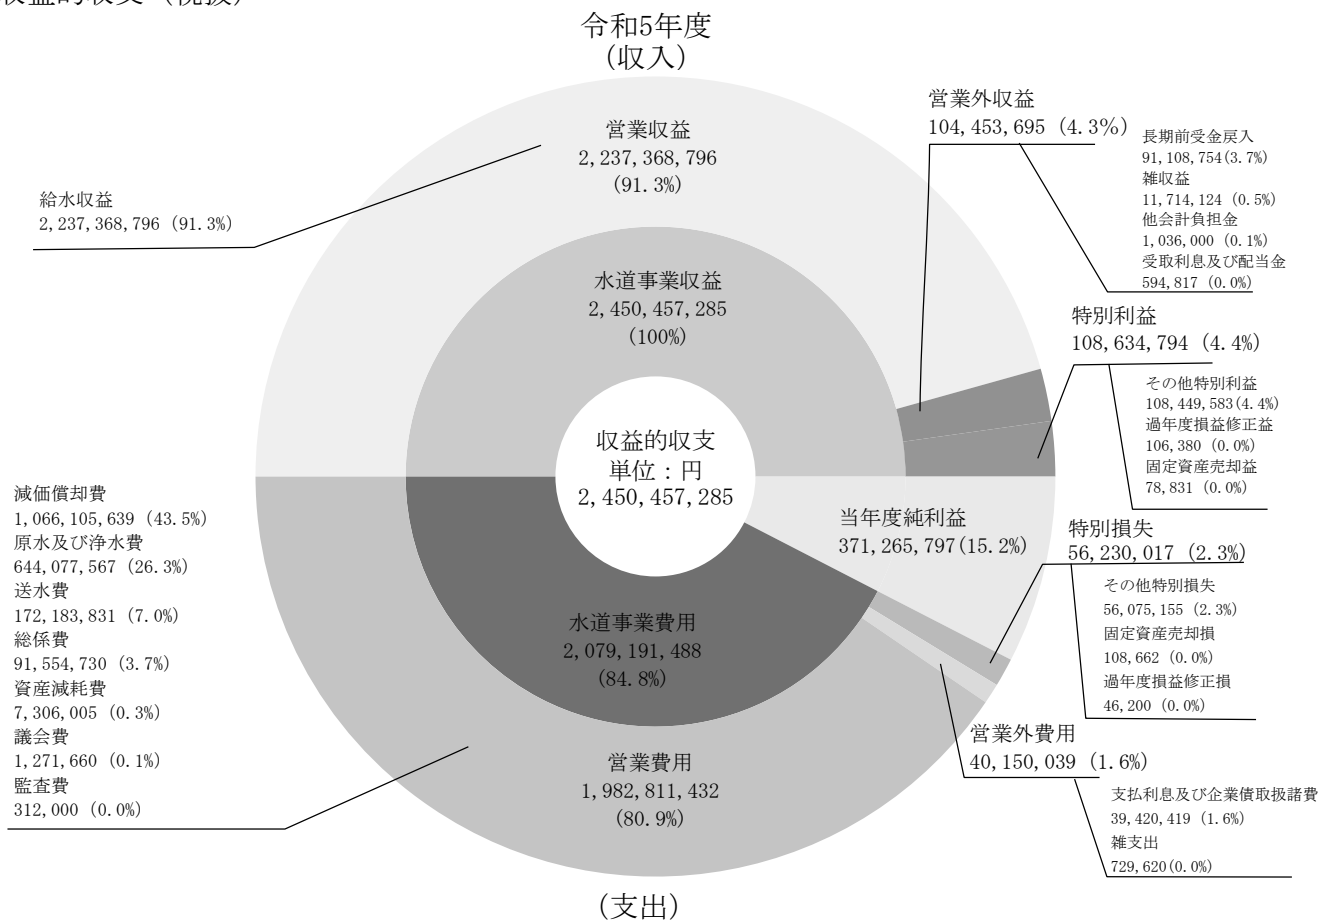 収益的収支（税抜）
令和5年度
（収入）
営業収益
2,237,368,796
(91.3%)
給水収益
2,237,368,796 (91.3%)
水道事業収益
2,450,457,285
(100%)
営業外収益
104,453,695 (4.3%)
長期前受金戻入
91,108,754(3.7%)
雑収益
11,714,124 (0.5%)
他会計負担金
1,036,000 (0.1%)
受取利息及び配当金
594,817 (0.0%)
特別利益
108,634,794 (4.4%)
その他特別利益
108,449,583(4.4%)
過年度損益修正益
106,380 (0.0%)
固定資産売却益
78,831 (0.0%)
収益的収支
単位：円
2,450,457,285
当年度純利益
371,265,797(15.2%)
特別損失
56,230,017 (2.3%)
その他特別損失
56,075,155 (2.3%)
固定資産売却損
108,662 (0.0%)
過年度損益修正損
46,200 (0.0%)
水道事業費用
2,079,191,488
(84.8%)
営業外費用
40,150,039 (1.6%)
支払利息及び企業債取扱諸費
39,420,419 (1.6%)
雑支出
729,620(0.0%)
営業費用
1,982,811,432
(80.9%)
減価償却費
1,066,105,639 (43.5%)
原水及び浄水費
644,077,567 (26.3%)
送水費
172,183,831 (7.0%)
総係費
91,554,730 (3.7%)
資産減耗費
7,306,005 (0.3%)
議会費
1,271,660 (0.1%)
監査費
312,000 (0.0%)
（支出）